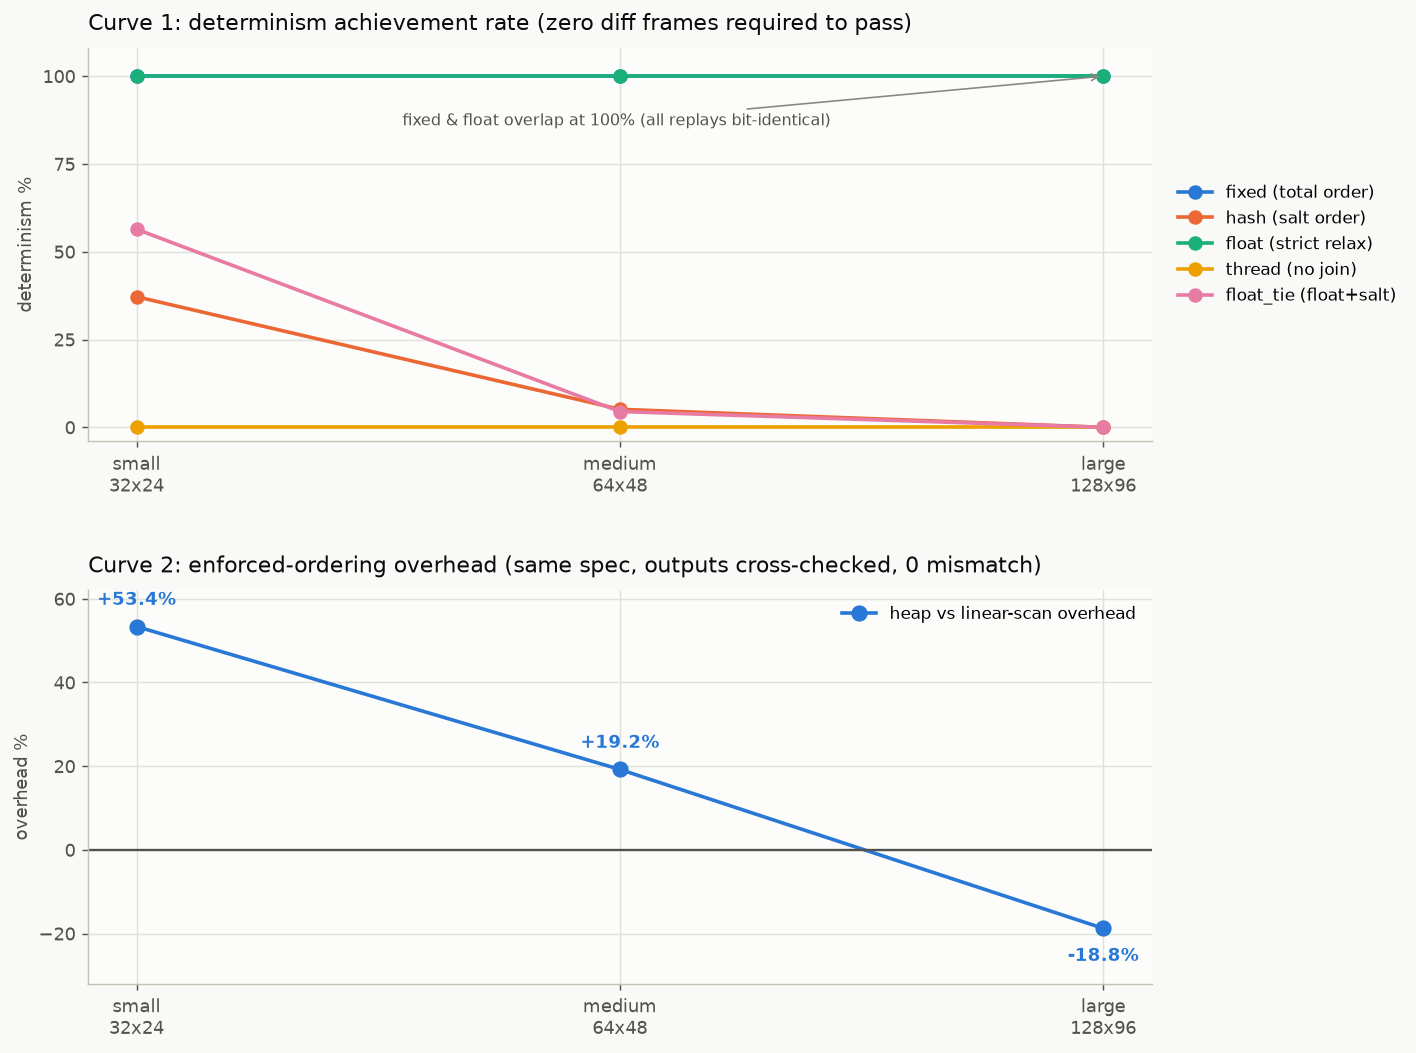 Curve 1: determinism achievement rate (zero diff frames required to pass)
determinism %
100
75
50
25
0
fixed & float overlap at 100% (all replays bit-identical)
small
32x24
medium
64x48
large
128x96
fixed (total order)
hash (salt order)
float (strict relax)
thread (no join)
float_tie (float+salt)
Curve 2: enforced-ordering overhead (same spec, outputs cross-checked, 0 mismatch)
overhead %
60
40
20
0
−20
+53.4%
+19.2%
-18.8%
heap vs linear-scan overhead
small
32x24
medium
64x48
large
128x96